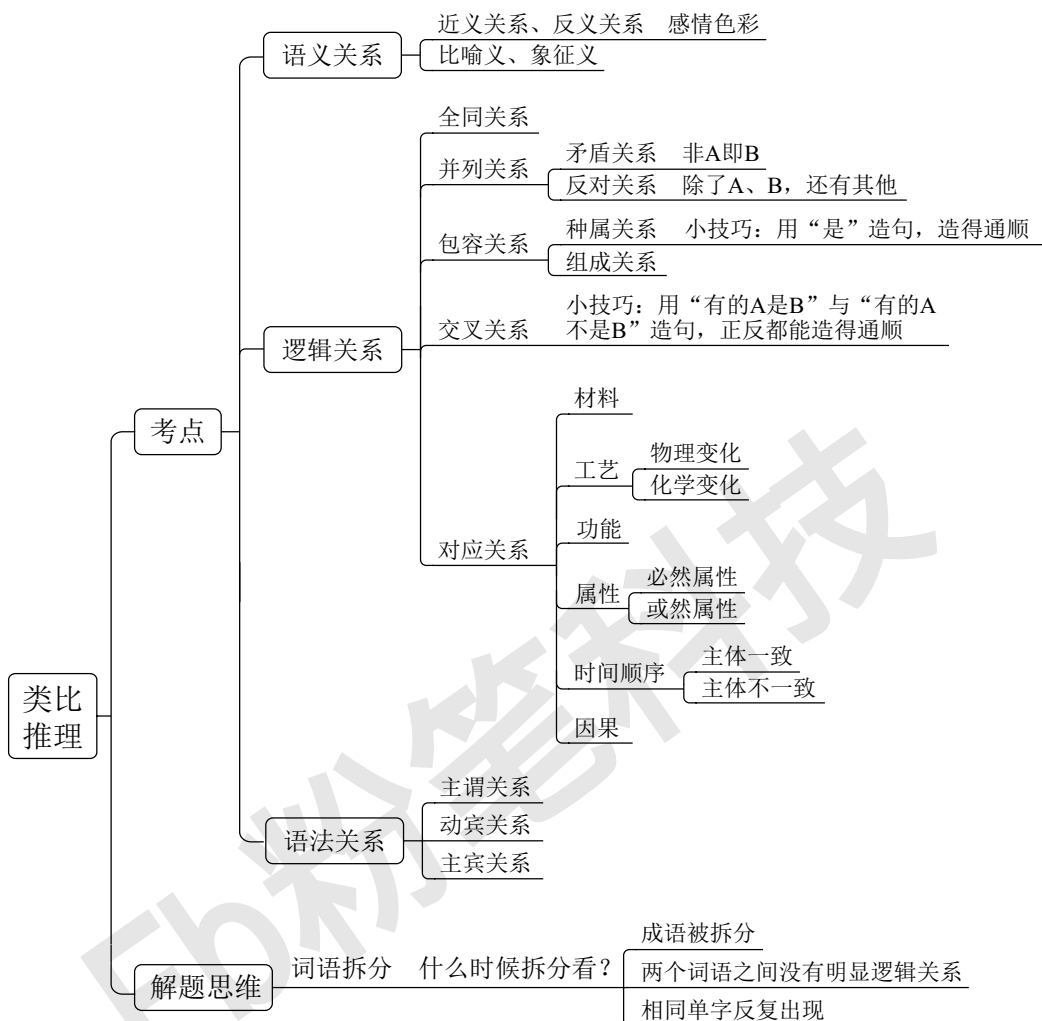 类比
推理
考点
语义关系
近义关系、反义关系 感情色彩
比喻义、象征义
逻辑关系
全同关系
并列关系
矛盾关系 非A即B
反对关系 除了A、B，还有其他
包容关系
种属关系 小技巧：用“是”造句，造得通顺
组成关系
交叉关系
小技巧：用“有的A是B”与“有的A
不是B”造句，正反都能造得通顺
对应关系
材料
工艺
物理变化
化学变化
功能
属性
必然属性
或然属性
时间顺序
主体一致
主体不一致
因果
语法关系
主谓关系
动宾关系
主宾关系
解题思维
词语拆分 什么时候拆分看？
成语被拆分
两个词语之间没有明显逻辑关系
相同单字反复出现
Fb粉笔科技